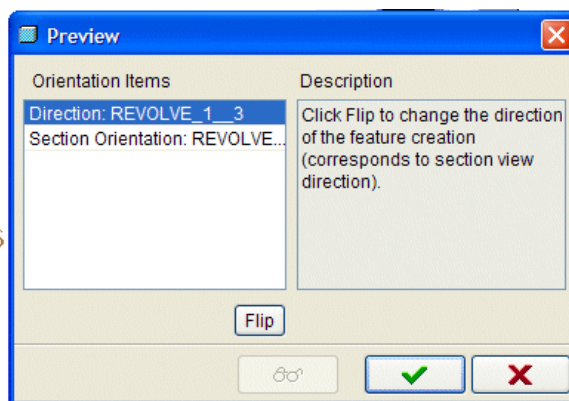 Preview
Orientation Items
Description
Direction: REVOLVE_1__3
Section Orientation: REVOLVE...
Click Flip to change the direction
of the feature creation
(corresponds to section view
direction).
s
Flip